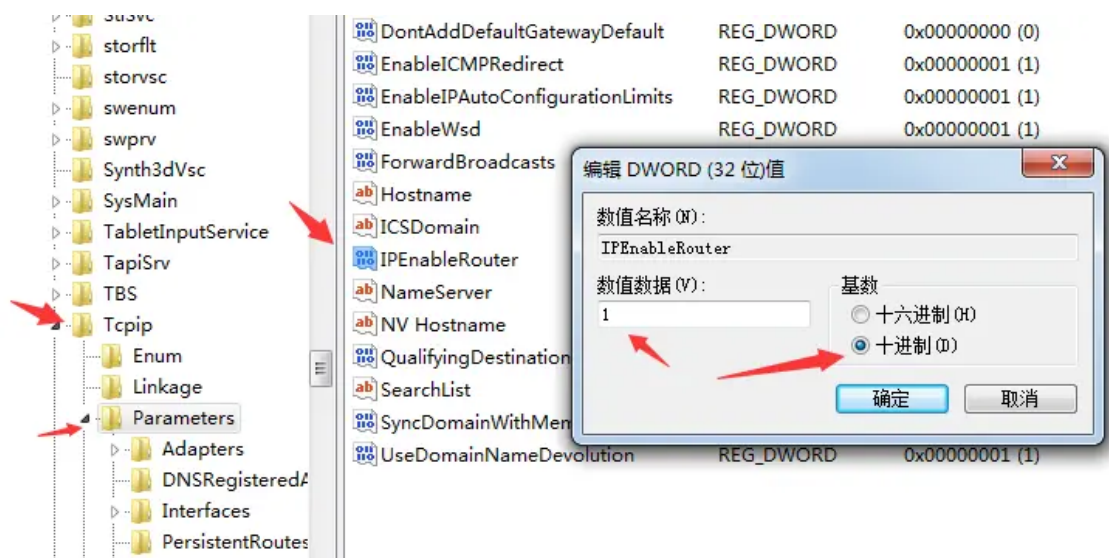 storflt
storvsc
swenum
swprv
Synth3dVsc
SysMain
TabletInputService
TapiSrv
TBS
Tcpip
Enum
Linkage
Parameters
Adapters
DNSRegisteredA
Interfaces
PersistentRoutes
DontAddDefaultGatewayDefault REG_DWORD 0x00000000 (0)
EnableICMPRedirect REG_DWORD 0x00000001 (1)
EnableIPAutoConfigurationLimits REG_DWORD 0x00000001 (1)
EnableWsd REG_DWORD 0x00000001 (1)
ForwardBroadcasts
Hostname
ICSDomain
IPEnableRouter
NameServer
NV Hostname
QualifyingDestination
SearchList
SyncDomainWithMem
UseDomainNameDevolution REG_DWORD 0x00000001 (1)
编辑 DWORD (32 位)值
数值名称(N):
IPEnableRouter
数值数据(V):
1
基数
十六进制(H)
十进制(D)
确定
取消